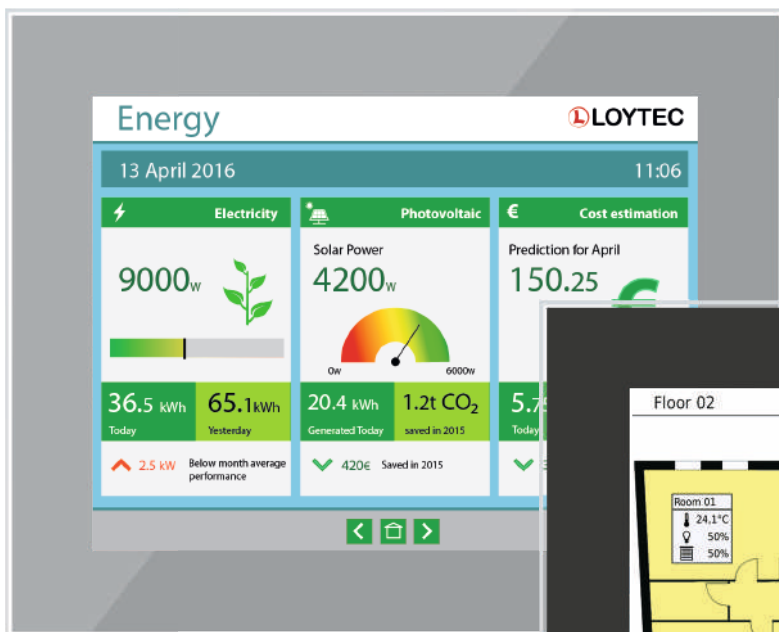 Energy
LOYTEC
13 April 2016
11:06
Electricity
9000w
36.5 kWh
Today
65.1kWh
Yesterday
2.5 kW
Below month average
performance
Photovoltaic
Solar Power
4200w
0w
6000w
20.4 kWh
Generated Today
1.2t CO₂
saved in 2015
420€ Saved in 2015
€ Cost estimation
Prediction for April
150.25
€
Today
Floor 02
Room 01
24,1°C
50%
50%